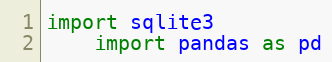 1 import sqlite3
2     import pandas as pd